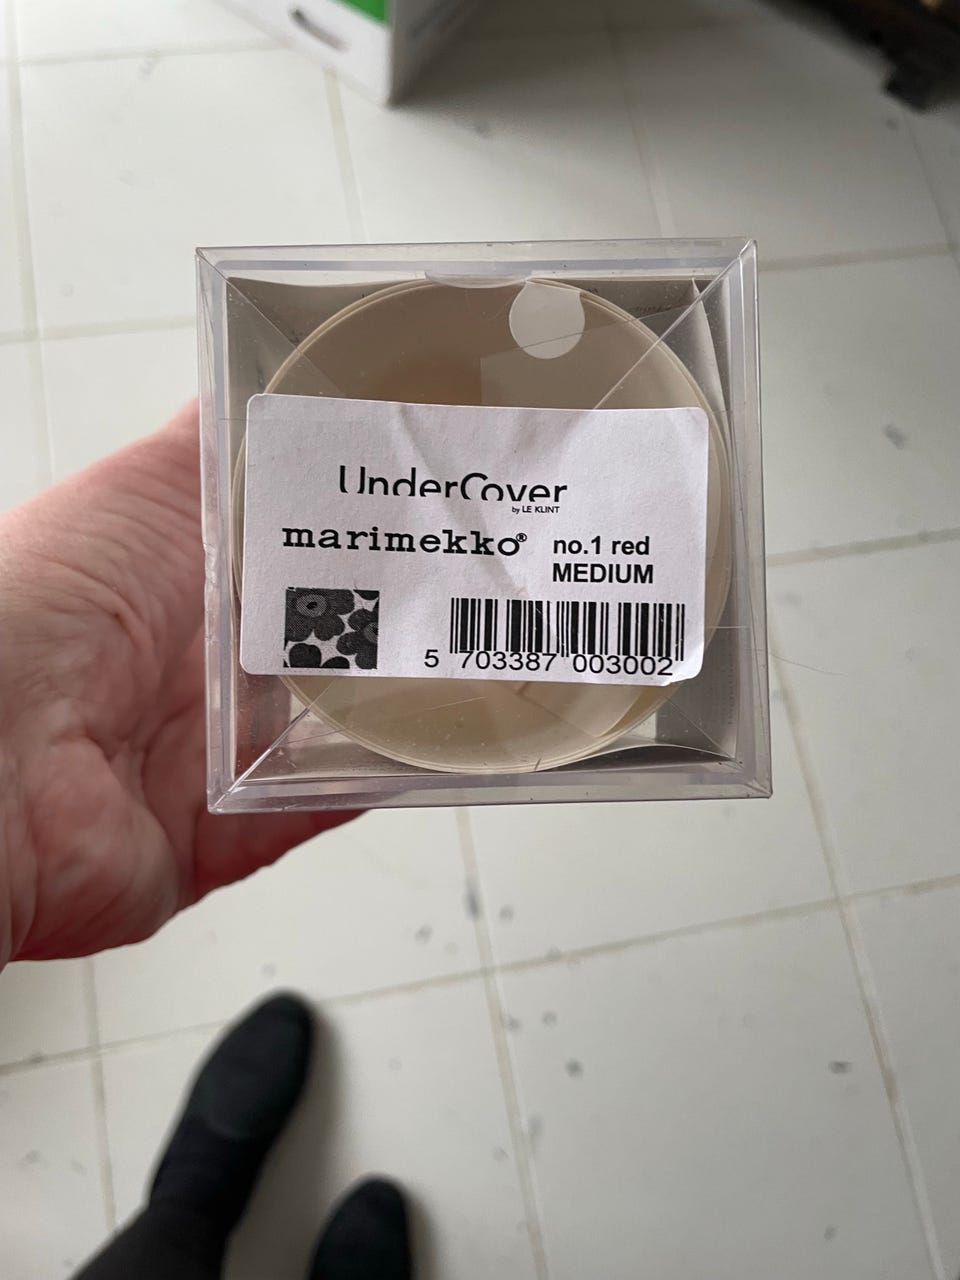 UnderCover
by LE KLINT
marimekko® no.1 red
MEDIUM
5 703387 003002